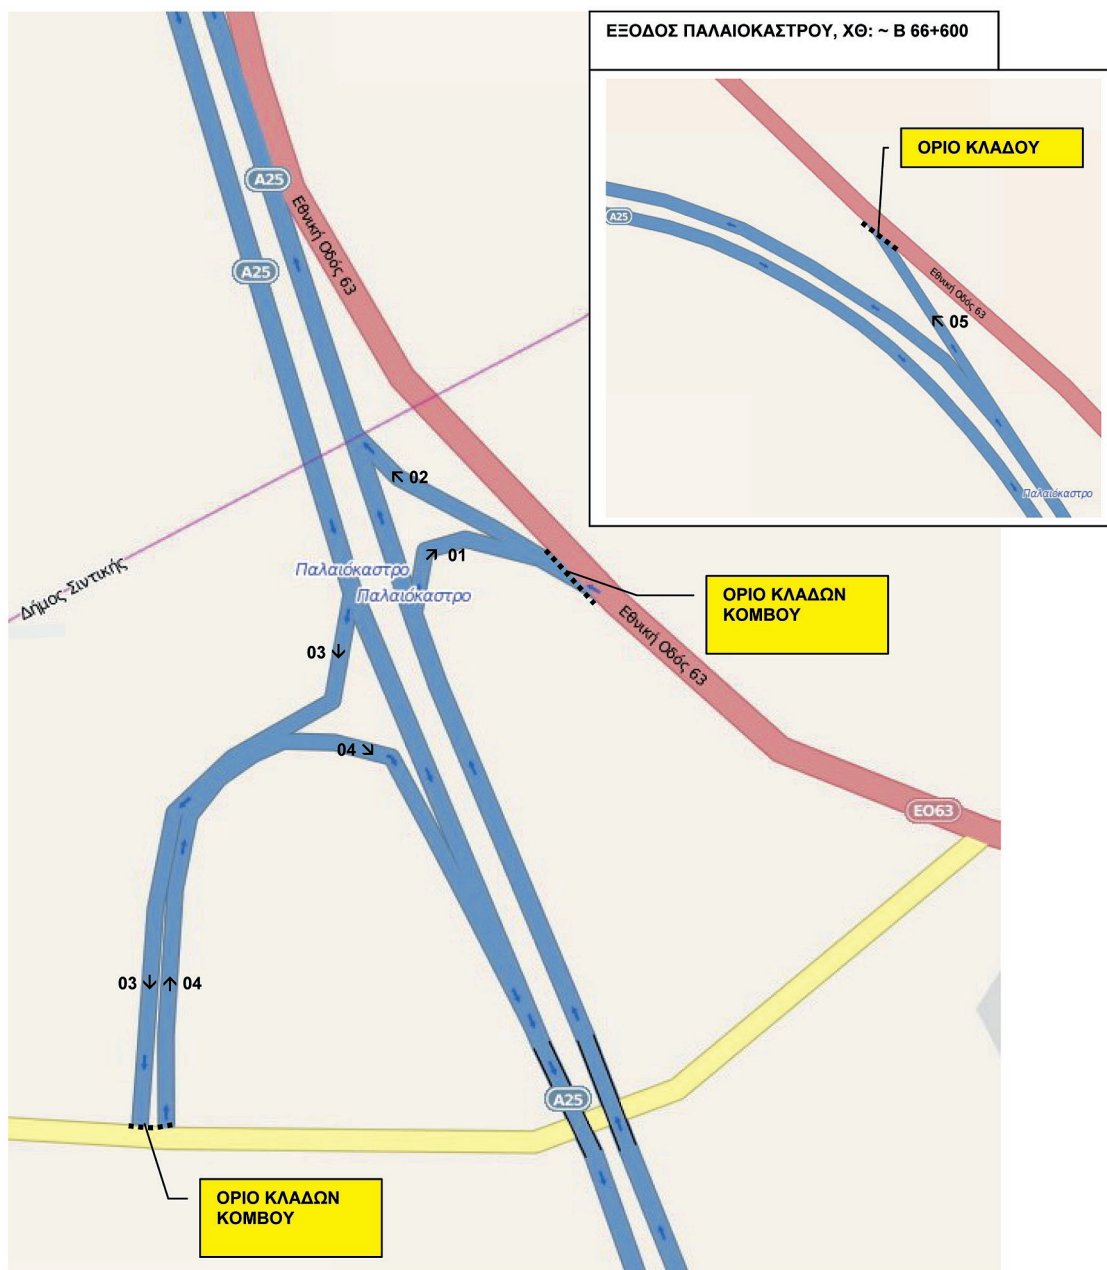 ΕΞΟΔΟΣ ΠΑΛΑΙΟΚΑΣΤΡΟΥ, ΧΘ: ~ Β 66+600
ΟΡΙΟ ΚΛΑΔΟΥ
A25
Εθνική Οδός 63
05
Παλαιόκαστρο
A25
Εθνική Οδός 63
A25
02
01
Παλαιόκαστρο
Παλαιόκαστρο
Δήμος Σιντικής
ΟΡΙΟ ΚΛΑΔΩΝ
ΚΟΜΒΟΥ
Εθνική Οδός 63
03
04
EO63
03
04
A25
ΟΡΙΟ ΚΛΑΔΩΝ
ΚΟΜΒΟΥ